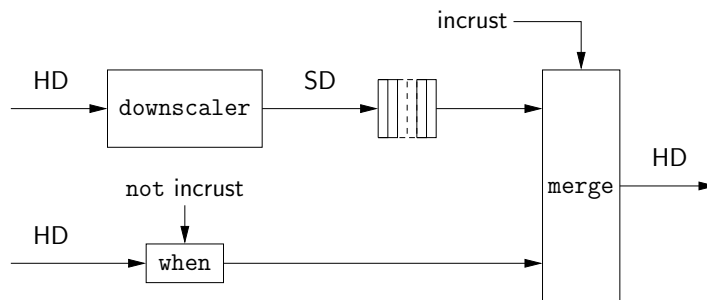 incrust
HD
downscaler
SD
HD
merge
not incrust
HD
when